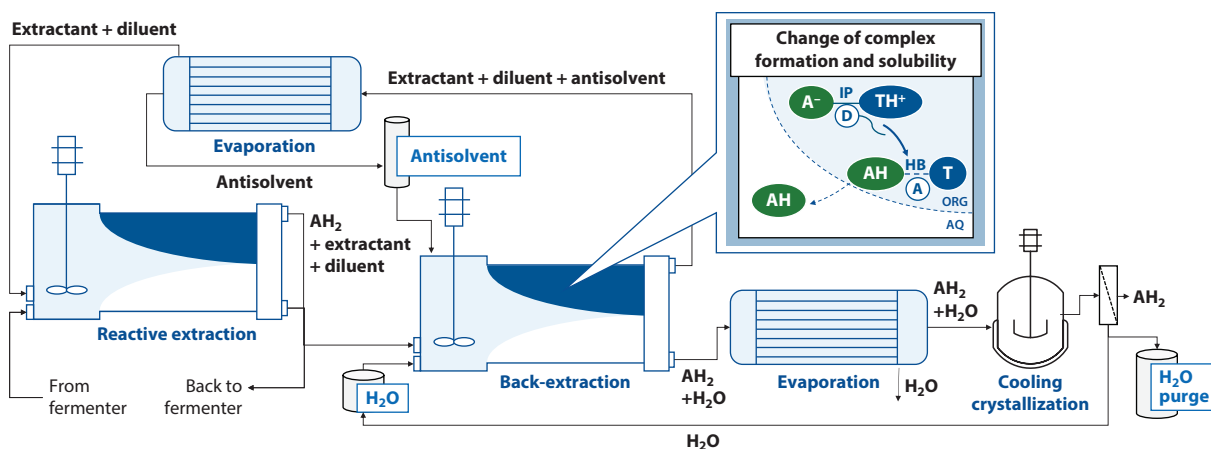 Extractant + diluent
Extractant + diluent + antisolvent
Evaporation
Antisolvent
Antisolvent
Change of complex
formation and solubility
A⁻
IP
TH⁺
D
AH
HB
T
A
AH
ORG
AQ
AH₂
+ extractant
+ diluent
Reactive extraction
From
fermenter
Back to
fermenter
H₂O
Back-extraction
AH₂
+H₂O
Evaporation
H₂O
AH₂
+H₂O
Cooling
crystallization
AH₂
H₂O
purge
H₂O